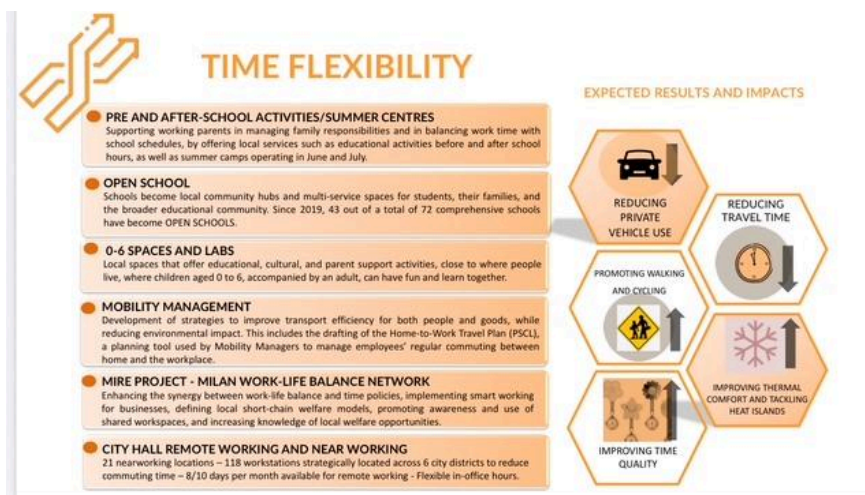 TIME FLEXIBILITY
PRE AND AFTER-SCHOOL ACTIVITIES/SUMMER CENTRES
Supporting working parents in managing family responsibilities and in balancing work time with
school schedules, by offering local services such as educational activities before and after school
hours, as well as summer camps operating in June and July.
OPEN SCHOOL
Schools become local community hubs and multi-service spaces for students, their families, and
the broader educational community. Since 2019, 43 out of a total of 72 comprehensive schools
have become OPEN SCHOOLS.
0-6 SPACES AND LABS
Local spaces that offer educational, cultural, and parent support activities, close to where people
live, where children aged 0 to 6, accompanied by an adult, can have fun and learn together.
MOBILITY MANAGEMENT
Development of strategies to improve transport efficiency for both people and goods, while
reducing environmental impact. This includes the drafting of the Home-to-Work Travel Plan (PSCL),
a planning tool used by Mobility Managers to manage employees' regular commuting between
home and the workplace.
MIRE PROJECT - MILAN WORK-LIFE BALANCE NETWORK
Enhancing the synergy between work-life balance and time policies, implementing smart working
for businesses, defining local short-chain welfare models, promoting awareness and use of
shared workspaces, and increasing knowledge of local welfare opportunities.
CITY HALL REMOTE WORKING AND NEAR WORKING
21 nearworking locations – 118 workstations strategically located across 6 city districts to reduce
commuting time – 8/10 days per month available for remote working - Flexible in-office hours.
EXPECTED RESULTS AND IMPACTS
REDUCING
PRIVATE
VEHICLE USE
REDUCING
TRAVEL TIME
PROMOTING WALKING
AND CYCLING
IMPROVING THERMAL
COMFORT AND TACKLING
HEAT ISLANDS
IMPROVING TIME
QUALITY